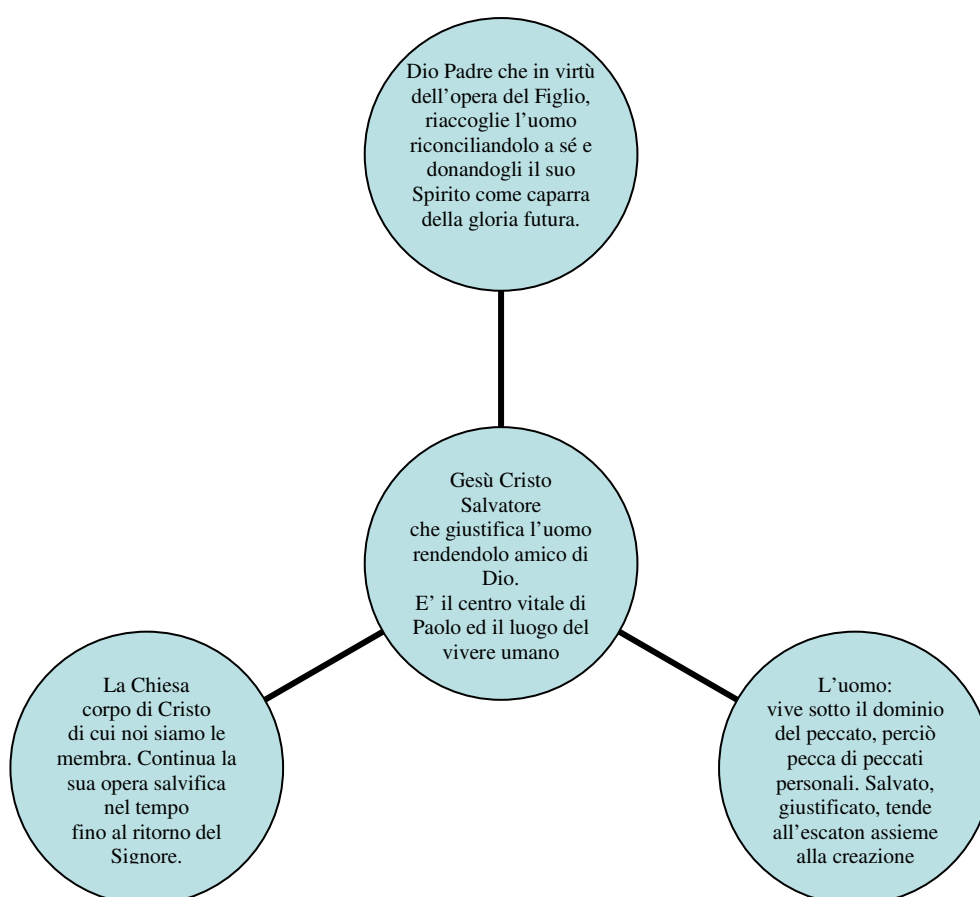 Dio Padre che in virtù
dell’opera del Figlio,
riaccoglie l’uomo
riconciliandolo a sé e
donandogli il suo
Spirito come caparra
della gloria futura.
Gesù Cristo
Salvatore
che giustifica l’uomo
rendendolo amico di
Dio.
E’ il centro vitale di
Paolo ed il luogo del
vivere umano
La Chiesa
corpo di Cristo
di cui noi siamo le
membra. Continua la
sua opera salvifica
nel tempo
fino al ritorno del
Signore.
L’uomo:
vive sotto il dominio
del peccato, perciò
pecca di peccati
personali. Salvato,
giustificato, tende
all’escaton assieme
alla creazione